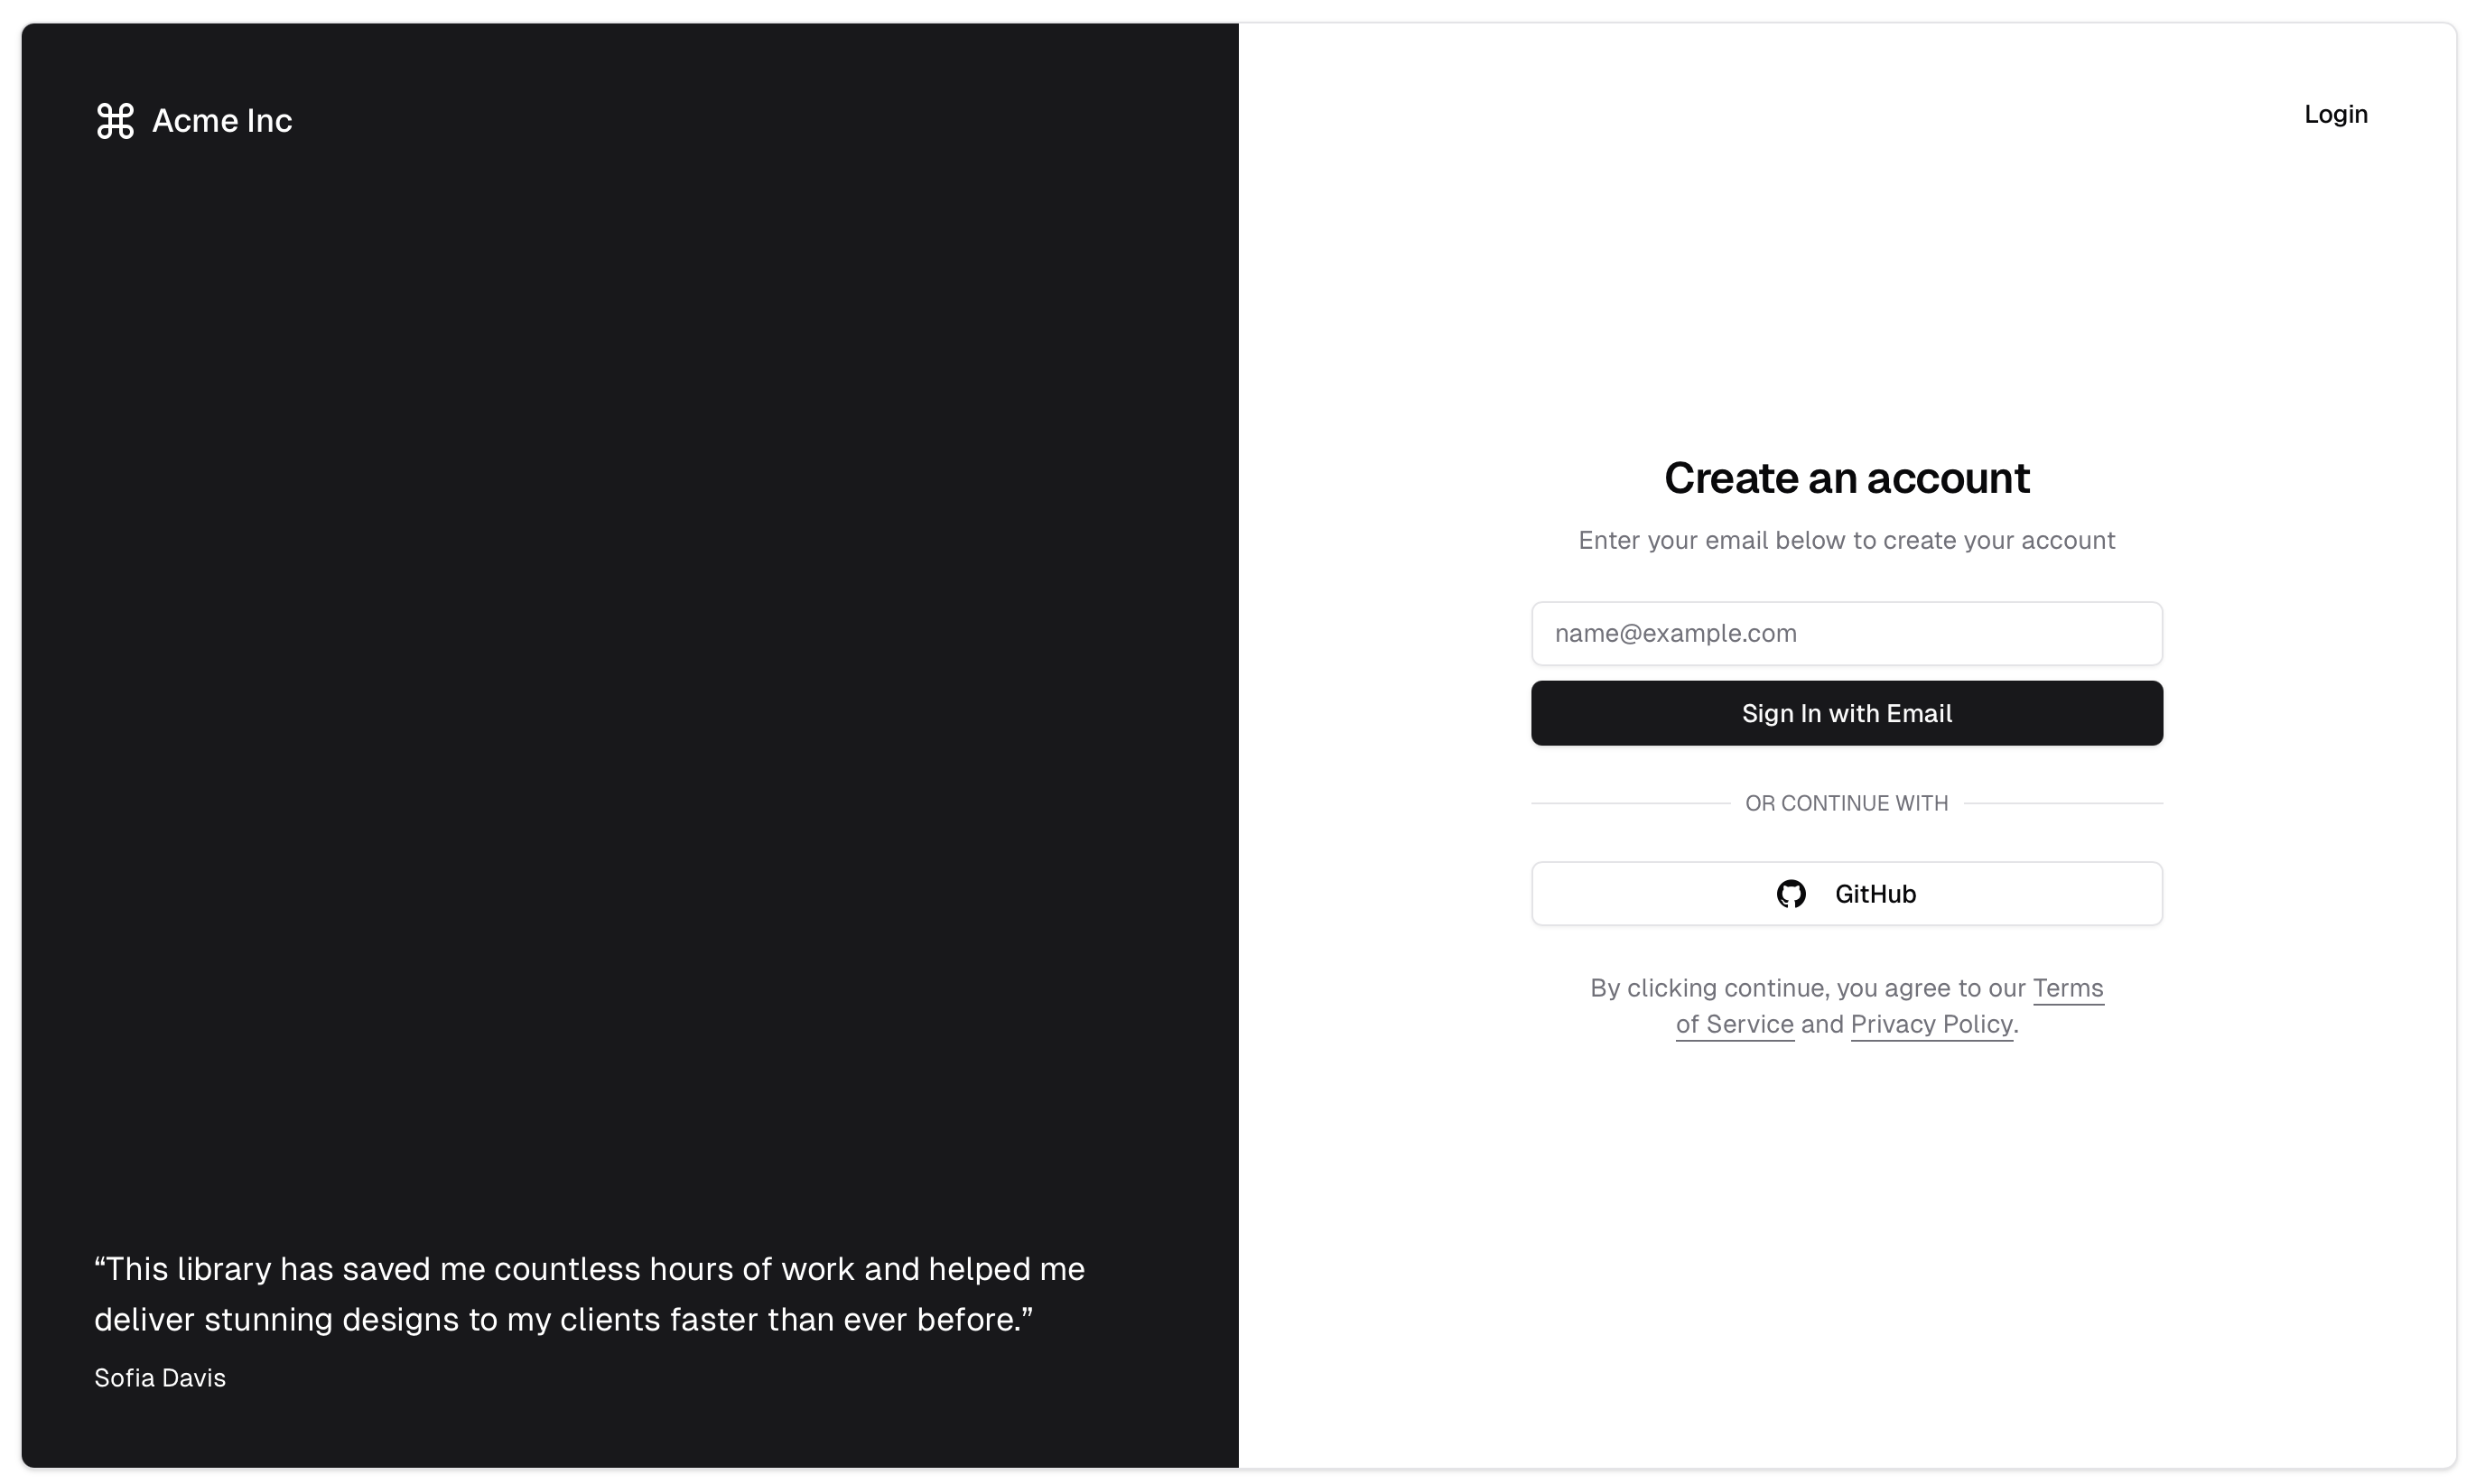 Acme Inc
Login
Create an account
Enter your email below to create your account
name@example.com
Sign In with Email
OR CONTINUE WITH
GitHub
By clicking continue, you agree to our Terms
of Service and Privacy Policy.
“This library has saved me countless hours of work and helped me
deliver stunning designs to my clients faster than ever before.”
Sofia Davis